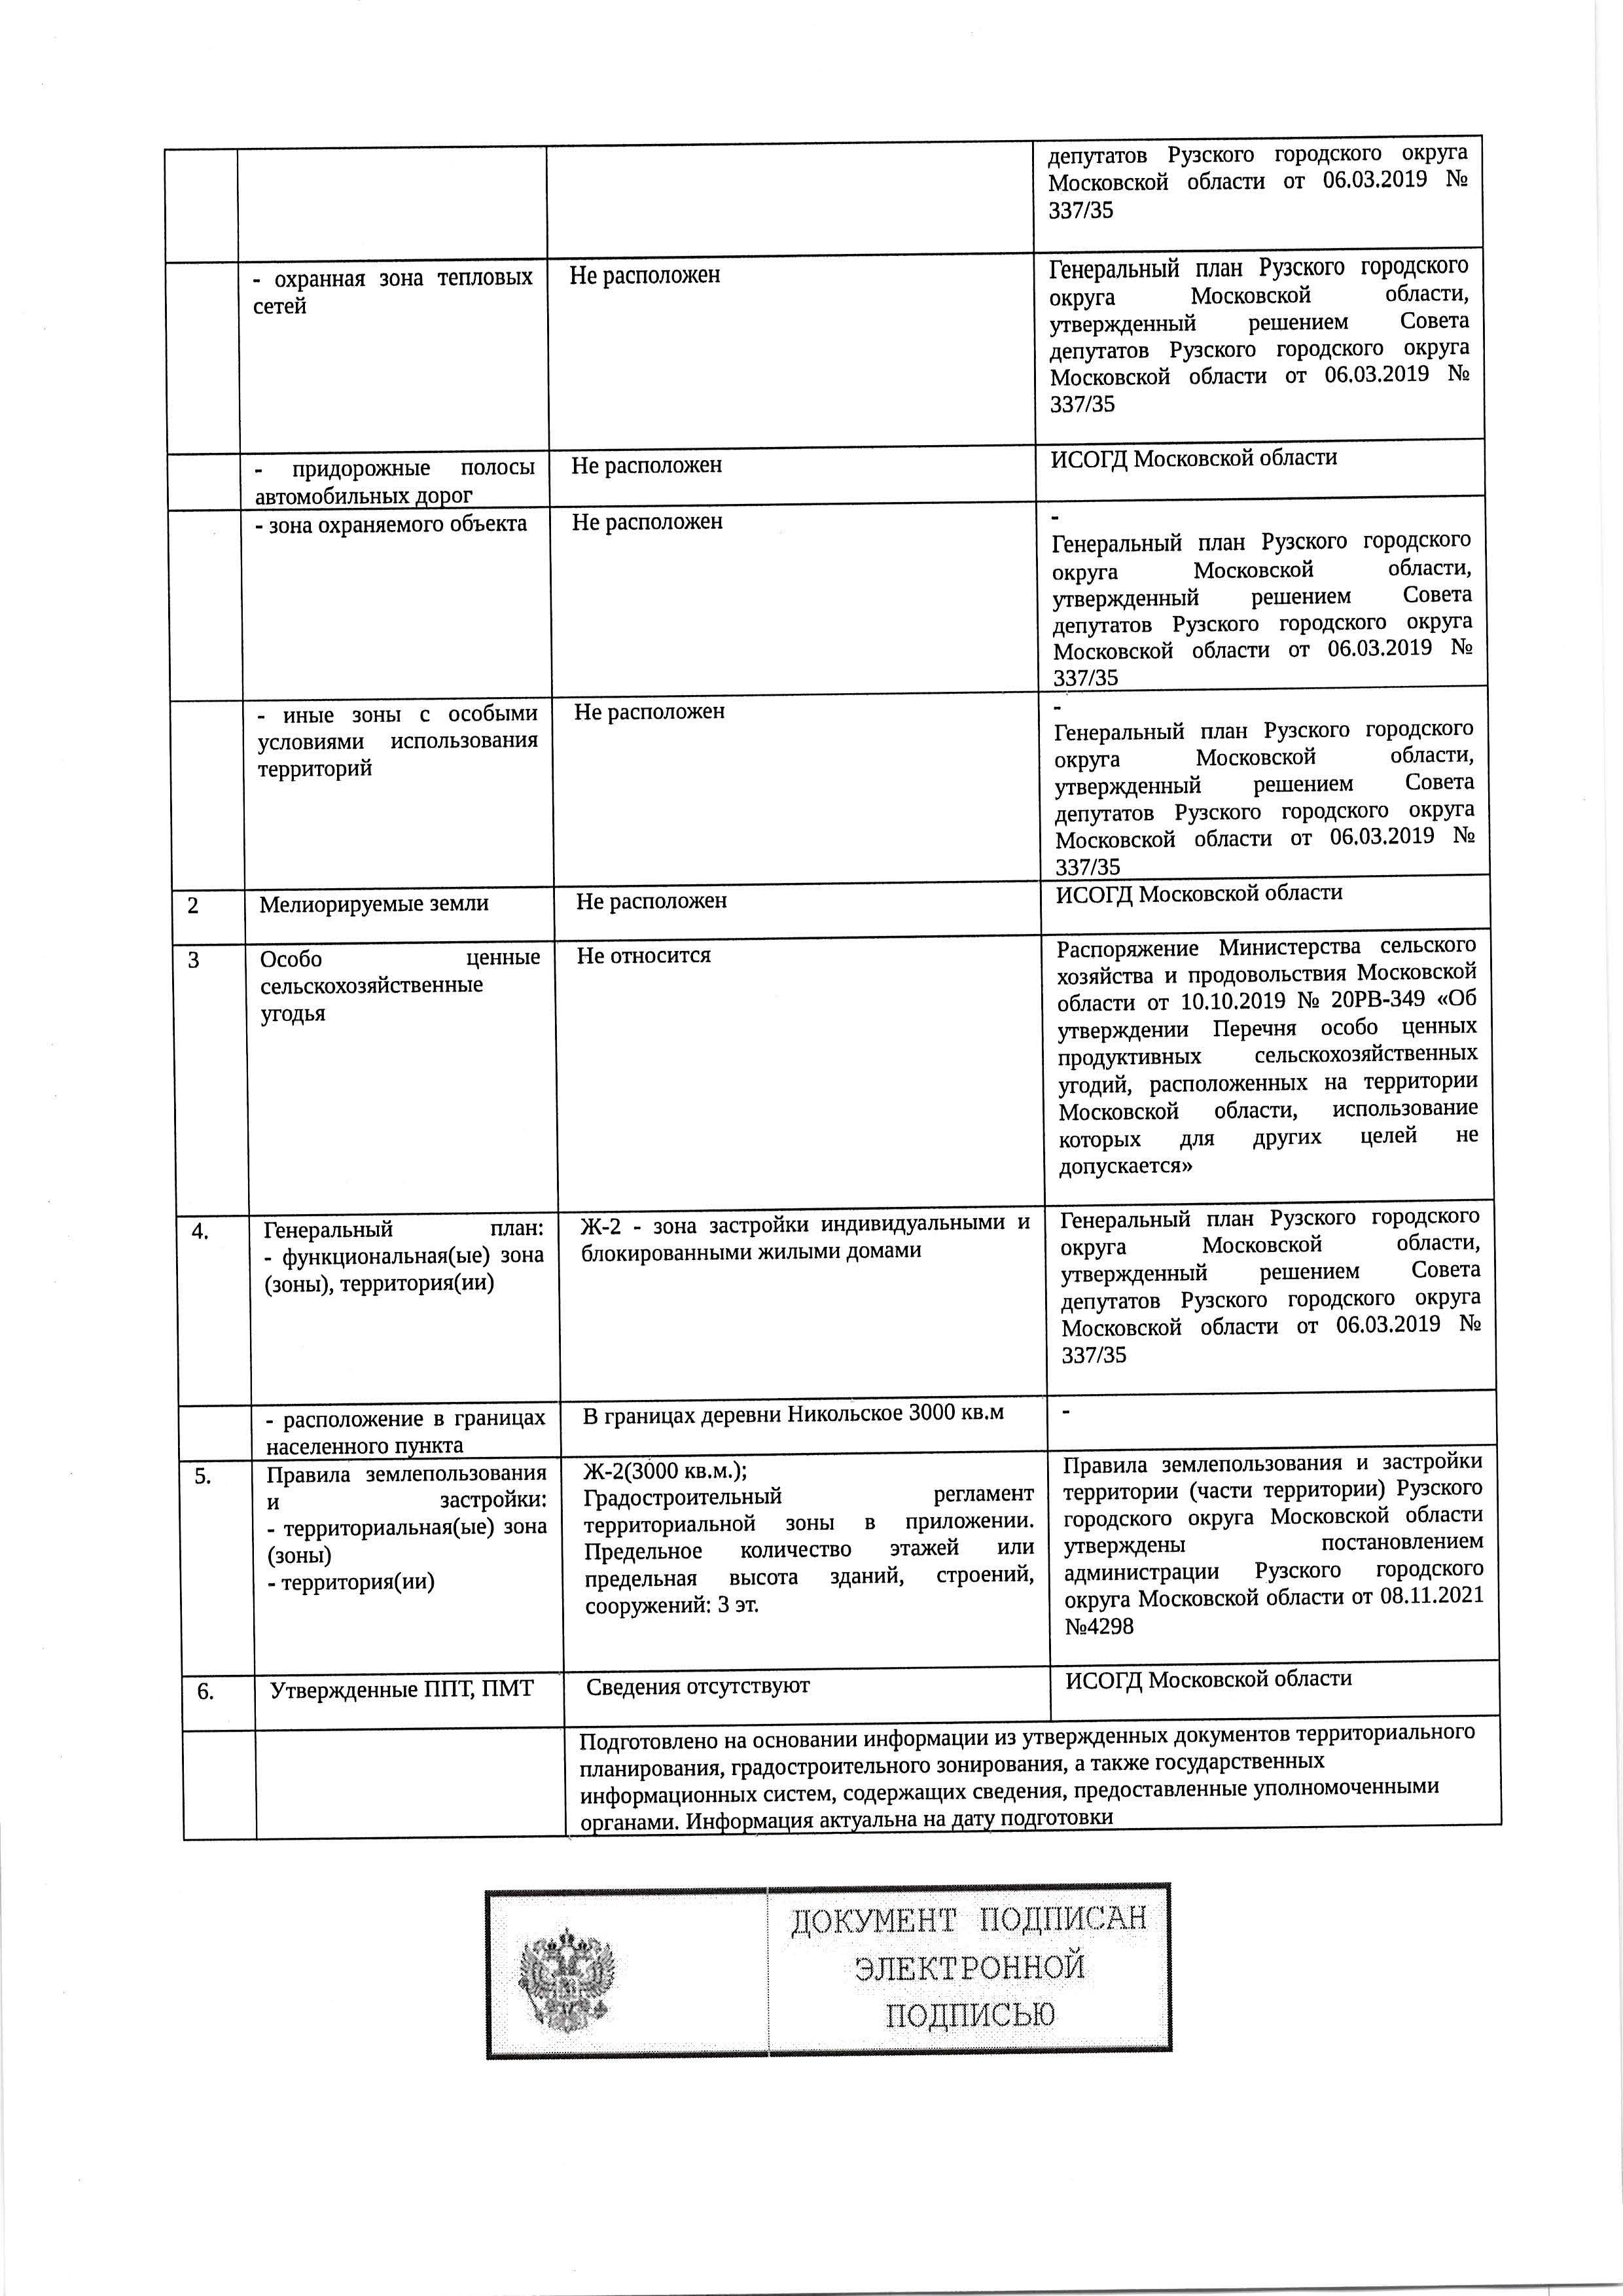 депутатов Рузского городского округа
Московской области от 06.03.2019 №
337/35
- охранная зона тепловых
сетей
Не расположен
Генеральный план Рузского городского
округа Московской области,
утвержденный решением Совета
депутатов Рузского городского округа
Московской области от 06.03.2019 №
337/35
- придорожные полосы
автомобильных дорог
Не расположен
ИСОГД Московской области
- зона охраняемого объекта
Не расположен
-
Генеральный план Рузского городского
округа Московской области,
утвержденный решением Совета
депутатов Рузского городского округа
Московской области от 06.03.2019 №
337/35
- иные зоны с особыми
условиями использования
территорий
Не расположен
-
Генеральный план Рузского городского
округа Московской области,
утвержденный решением Совета
депутатов Рузского городского округа
Московской области от 06.03.2019 №
337/35
2
Мелиорируемые земли
Не расположен
ИСОГД Московской области
3
Особо ценные
сельскохозяйственные
угодья
Не относится
Распоряжение Министерства сельского
хозяйства и продовольствия Московской
области от 10.10.2019 № 20РВ-349 «Об
утверждении Перечня особо ценных
продуктивных сельскохозяйственных
угодий, расположенных на территории
Московской области, использование
которых для других целей не
допускается»
4.
Генеральный план:
- функциональная(ые) зона
(зоны), территория(ии)
Ж-2 - зона застройки индивидуальными и
блокированными жилыми домами
Генеральный план Рузского городского
округа Московской области,
утвержденный решением Совета
депутатов Рузского городского округа
Московской области от 06.03.2019 №
337/35
- расположение в границах
населенного пункта
В границах деревни Никольское 3000 кв.м
-
5.
Правила землепользования
и застройки:
- территориальная(ые) зона
(зоны)
- территория(ии)
Ж-2(3000 кв.м.);
Градостроительный регламент
территориальной зоны в приложении.
Предельное количество этажей или
предельная высота зданий, строений,
сооружений: 3 эт.
Правила землепользования и застройки
территории (части территории) Рузского
городского округа Московской области
утверждены постановлением
администрации Рузского городского
округа Московской области от 08.11.2021
№4298
6.
Утвержденные ППТ, ПМТ
Сведения отсутствуют
ИСОГД Московской области
Подготовлено на основании информации из утвержденных документов территориального
планирования, градостроительного зонирования, а также государственных
информационных систем, содержащих сведения, предоставленные уполномоченными
органами. Информация актуальна на дату подготовки
ДОКУМЕНТ ПОДПИСАН
ЭЛЕКТРОННОЙ
ПОДПИСЬЮ